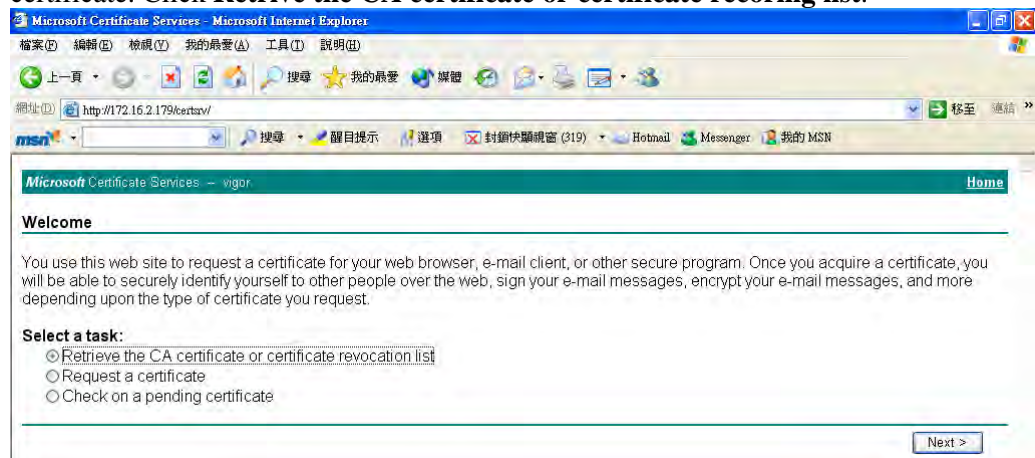 certificate. Click Retrive the CA certificate or certificate recoring list.
Microsoft Certificate Services - Microsoft Internet Explorer
檔案(F) 編輯(E) 檢視(V) 我的最愛(A) 工具(T) 說明(H)
上一頁 搜尋 我的最愛 媒體
網址(D) http://172.16.2.179/certsrv/ 移至 連結 »
msn 搜尋 醒目提示 選項 封鎖快顯視窗 (319) Hotmail Messenger 我的 MSN
Microsoft Certificate Services -- vigor Home
Welcome
You use this web site to request a certificate for your web browser, e-mail client, or other secure program. Once you acquire a certificate, you
will be able to securely identify yourself to other people over the web, sign your e-mail messages, encrypt your e-mail messages, and more
depending upon the type of certificate you request.
Select a task:
Retrieve the CA certificate or certificate revocation list
Request a certificate
Check on a pending certificate
Next >